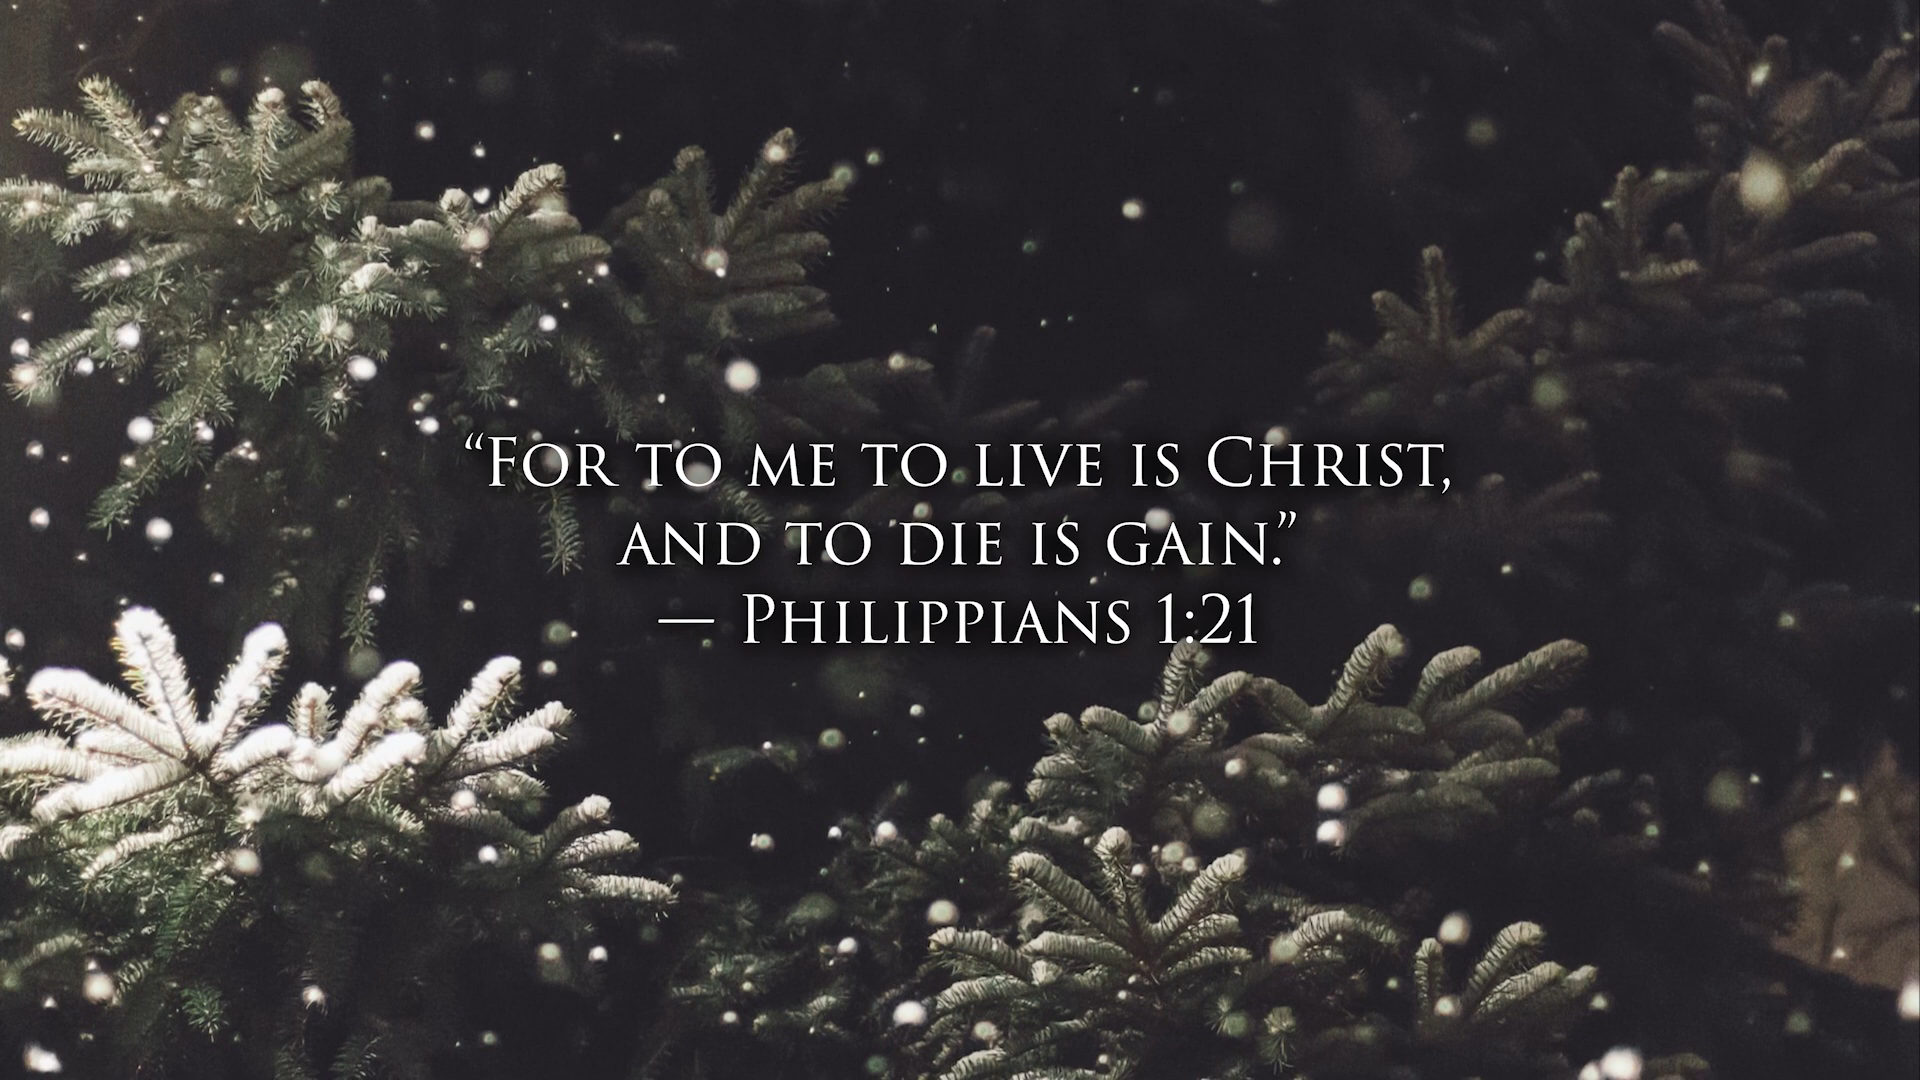 “For to me to live is Christ,
and to die is gain.”
— Philippians 1:21